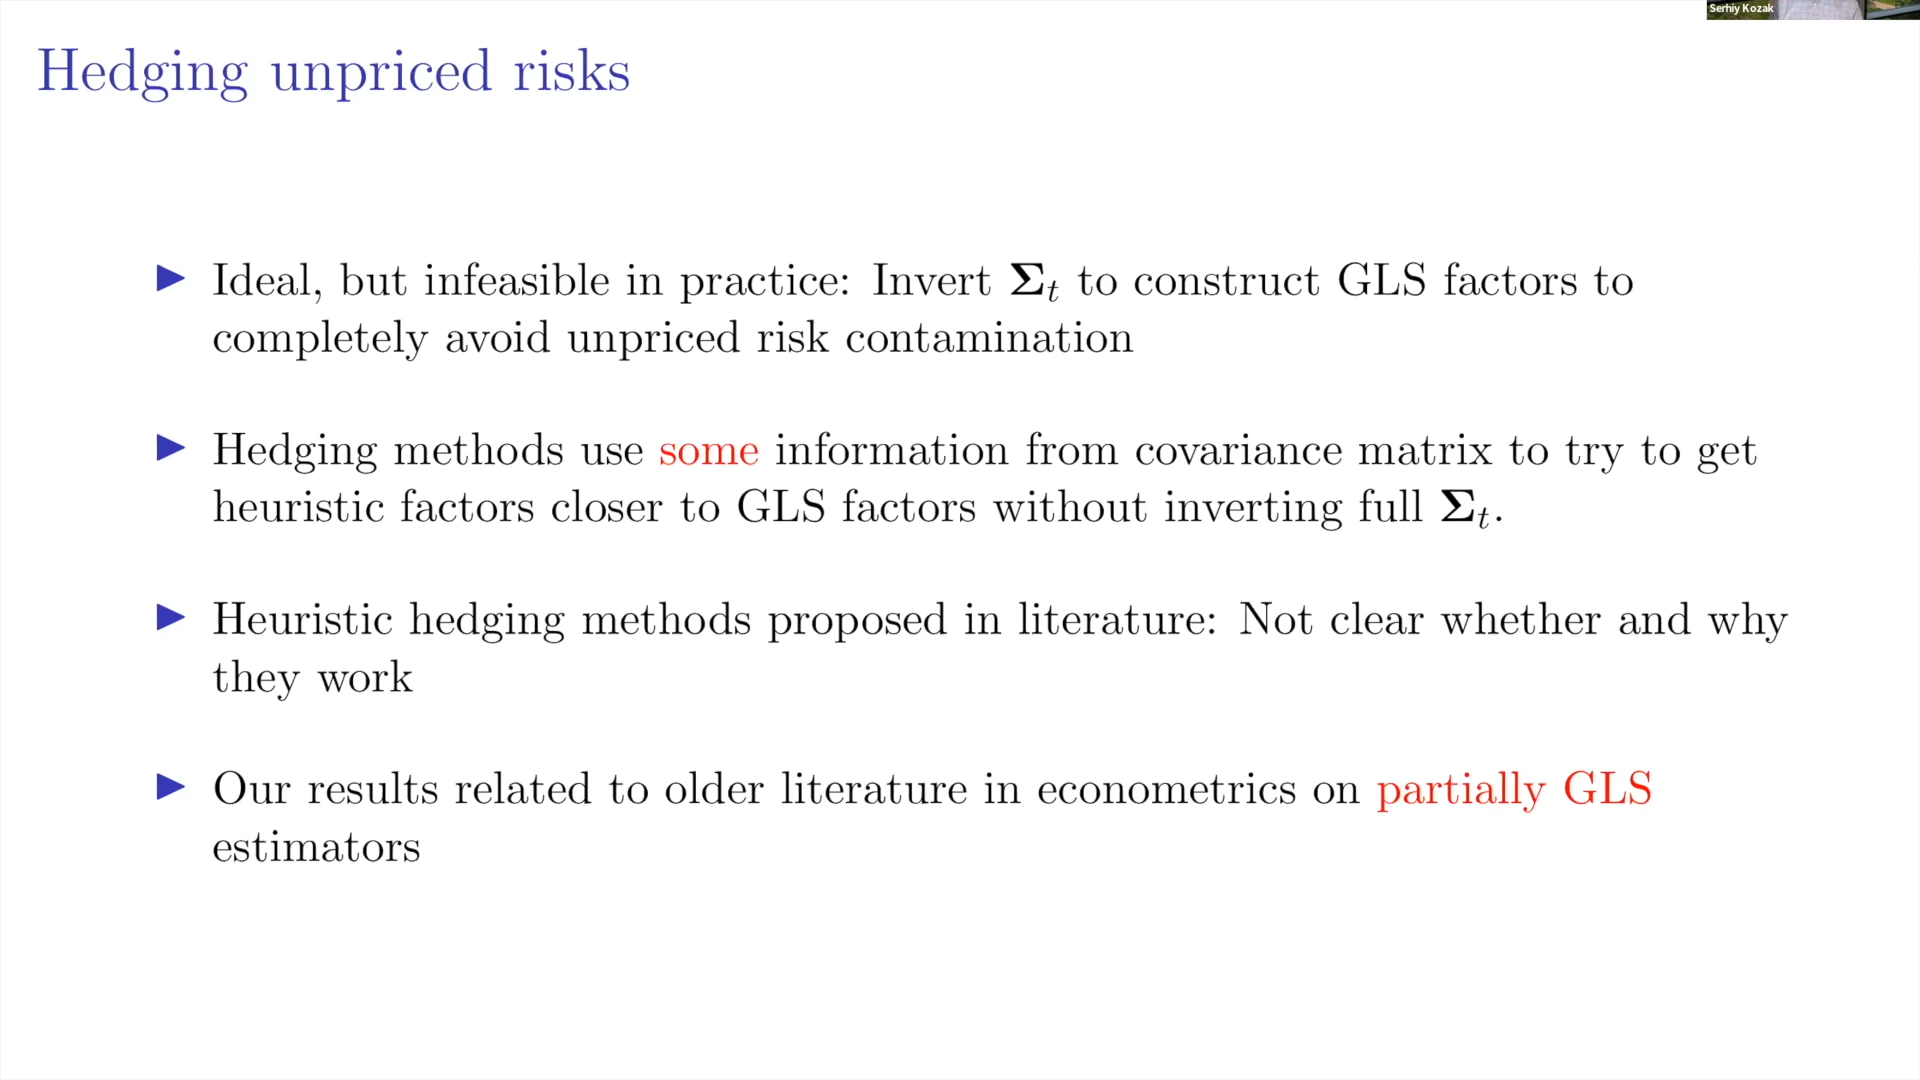 Serhiy Kozak
Hedging unpriced risks
Ideal, but infeasible in practice: Invert Σt to construct GLS factors to
completely avoid unpriced risk contamination
Hedging methods use some information from covariance matrix to try to get
heuristic factors closer to GLS factors without inverting full Σt.
Heuristic hedging methods proposed in literature: Not clear whether and why
they work
Our results related to older literature in econometrics on partially GLS
estimators